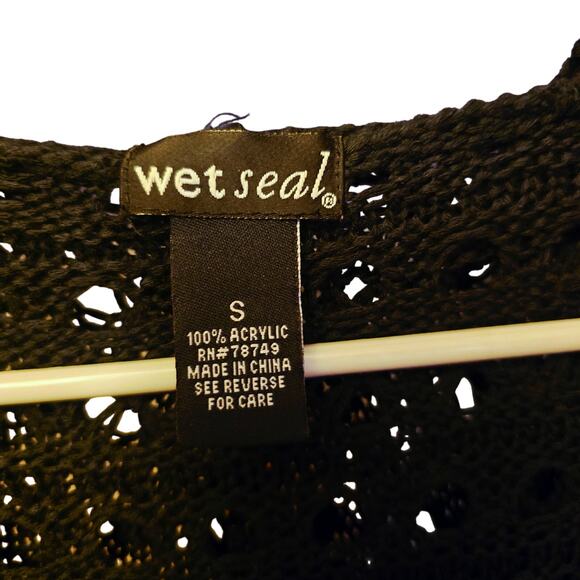 wet seal®
S
100% ACRYLIC
RN#78749
MADE IN CHINA
SEE REVERSE
FOR CARE